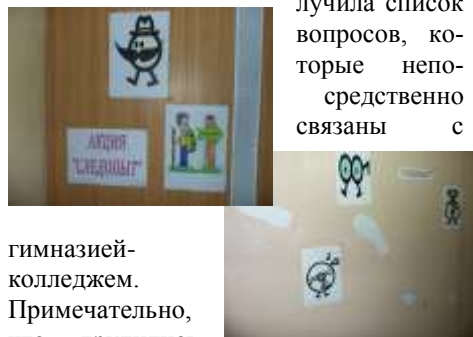 лучила список
вопросов, ко-
торые непо-
средственно
связаны с
АКЦИЯ
"СЛЕДОПЫТ"
гимназией-
колледжем.
Примечательно,